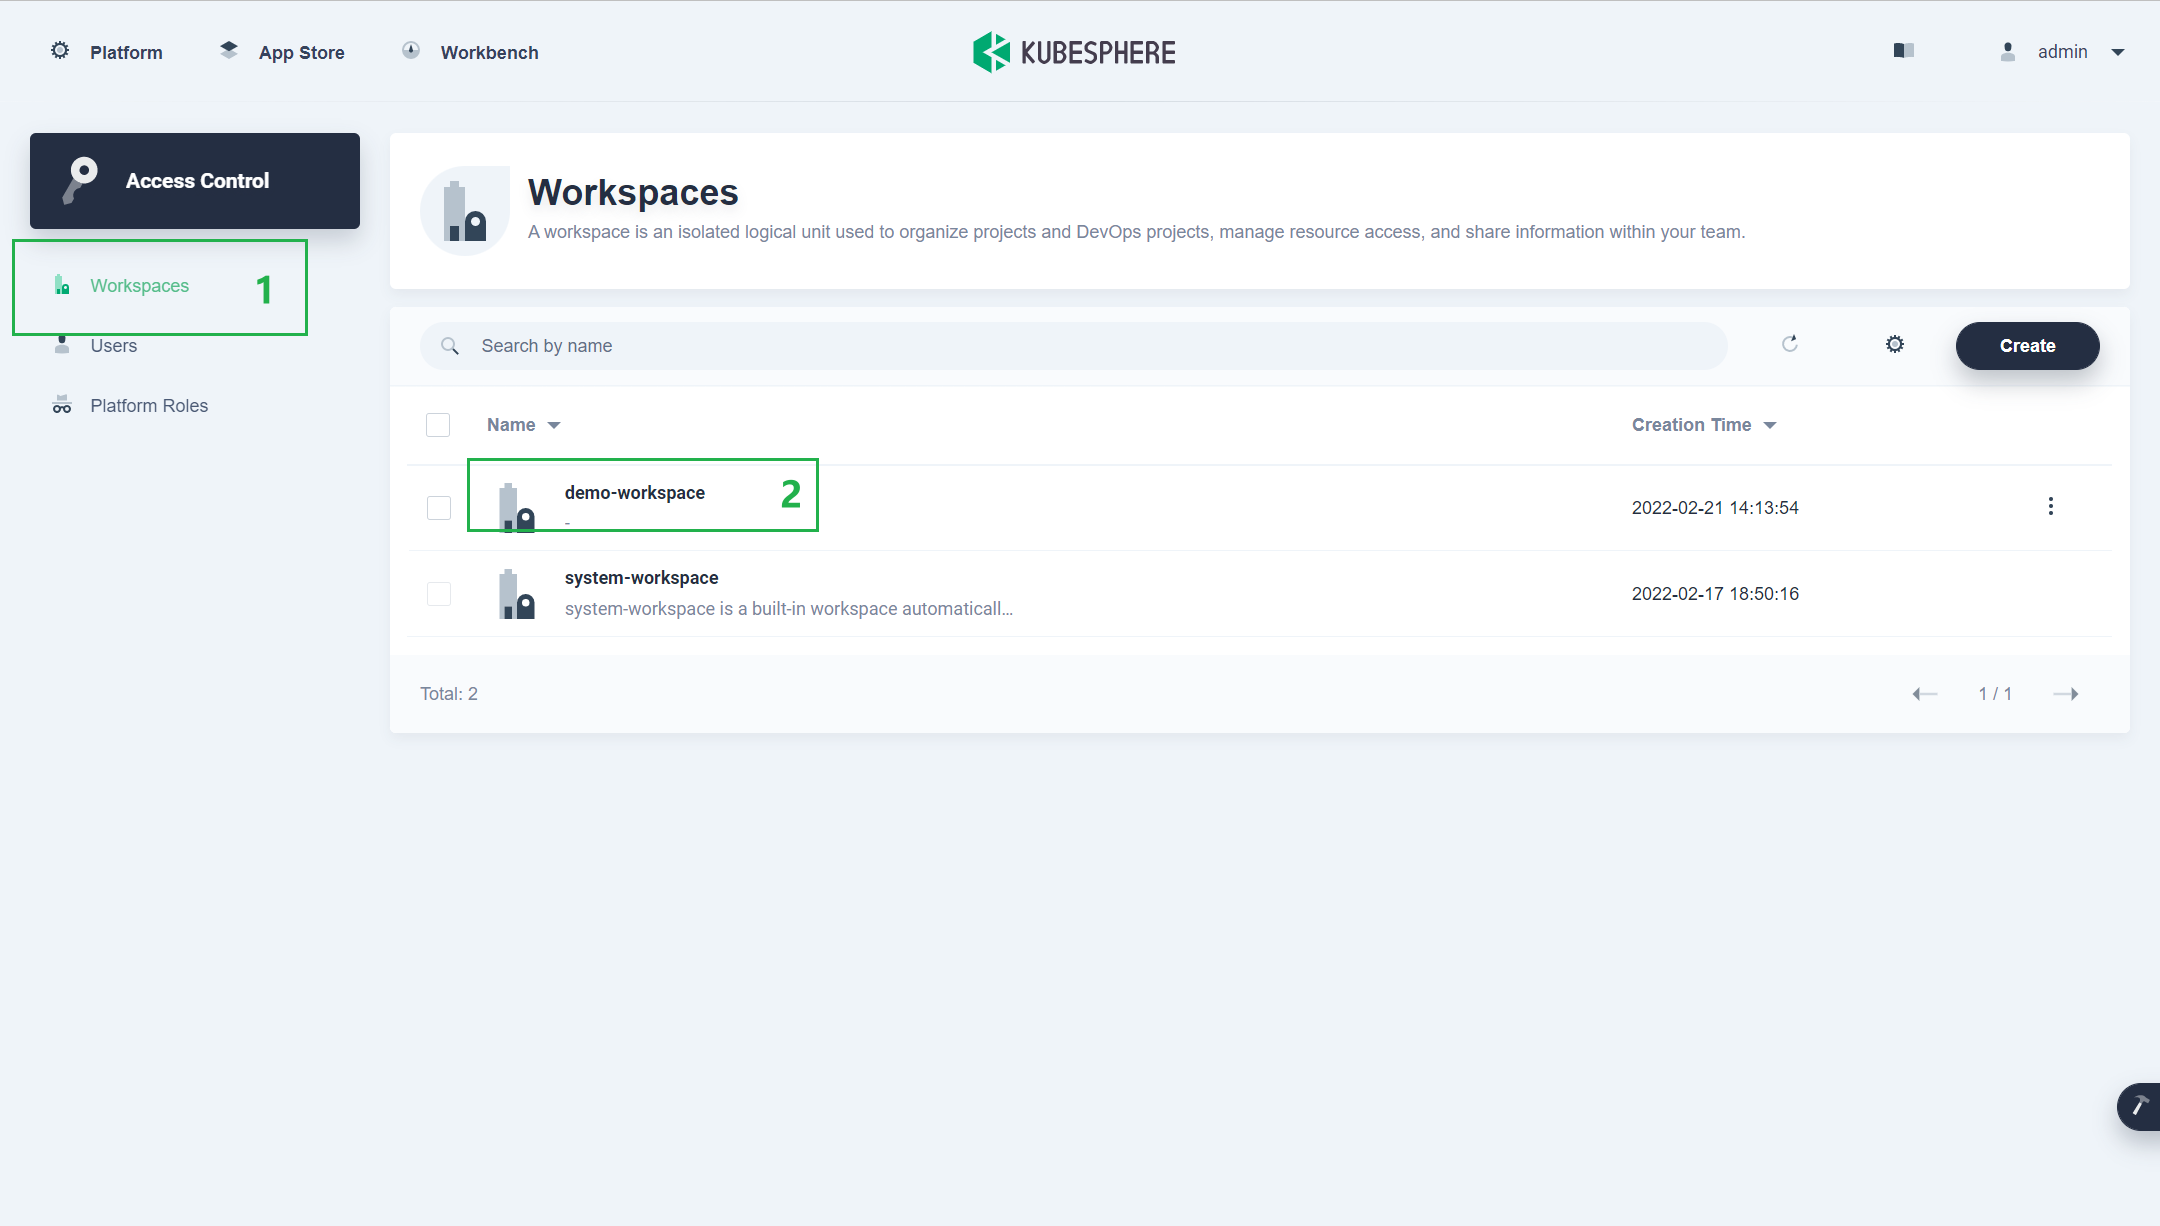 Platform
App Store
Workbench
KUBESPHERE
admin
Access Control
Workspaces
1
Users
Platform Roles
Workspaces
A workspace is an isolated logical unit used to organize projects and DevOps projects, manage resource access, and share information within your team.
Search by name
Create
Name
Creation Time
demo-workspace
2
-
2022-02-21 14:13:54
system-workspace
system-workspace is a built-in workspace automaticall...
2022-02-17 18:50:16
Total: 2
1 / 1